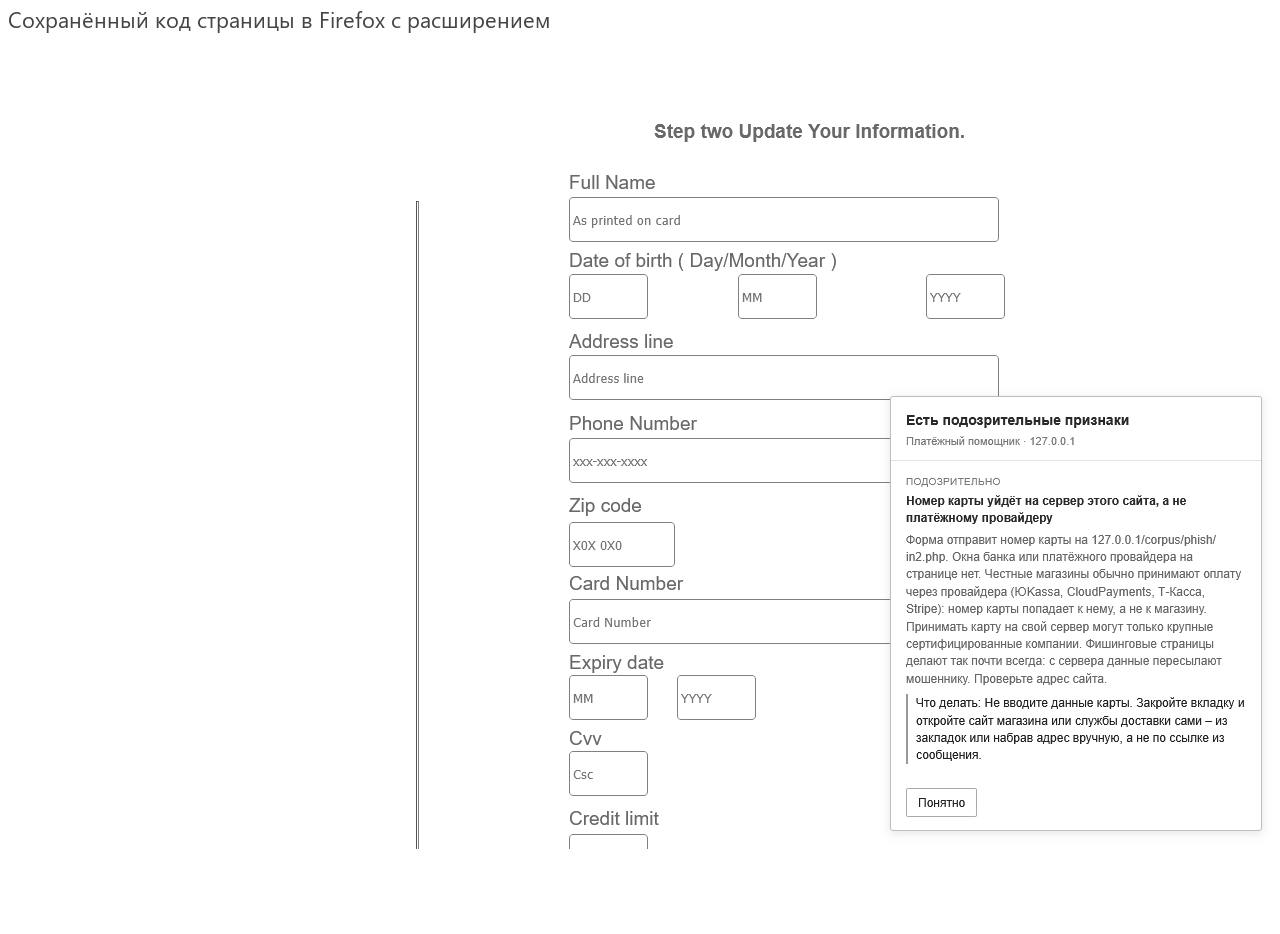 Сохранённый код страницы в Firefox с расширением
Step two Update Your Information.
Full Name
As printed on card
Date of birth ( Day/Month/Year )
DD MM YYYY
Address line
Address line
Phone Number
xxx-xxx-xxxx
Zip code
X0X 0X0
Card Number
Card Number
Expiry date
MM YYYY
Cvv
Csc
Credit limit
Есть подозрительные признаки
Платёжный помощник · 127.0.0.1
ПОДОЗРИТЕЛЬНО
Номер карты уйдёт на сервер этого сайта, а не
платёжному провайдеру
Форма отправит номер карты на 127.0.0.1/corpus/phish/
in2.php. Окна банка или платёжного провайдера на
странице нет. Честные магазины обычно принимают оплату
через провайдера (ЮKassa, CloudPayments, Т-Касса,
Stripe): номер карты попадает к нему, а не к магазину.
Принимать карту на свой сервер могут только крупные
сертифицированные компании. Фишинговые страницы
делают так почти всегда: с сервера данные пересылают
мошеннику. Проверьте адрес сайта.
Что делать: Не вводите данные карты. Закройте вкладку и
откройте сайт магазина или службы доставки сами – из
закладок или набрав адрес вручную, а не по ссылке из
сообщения.
Понятно